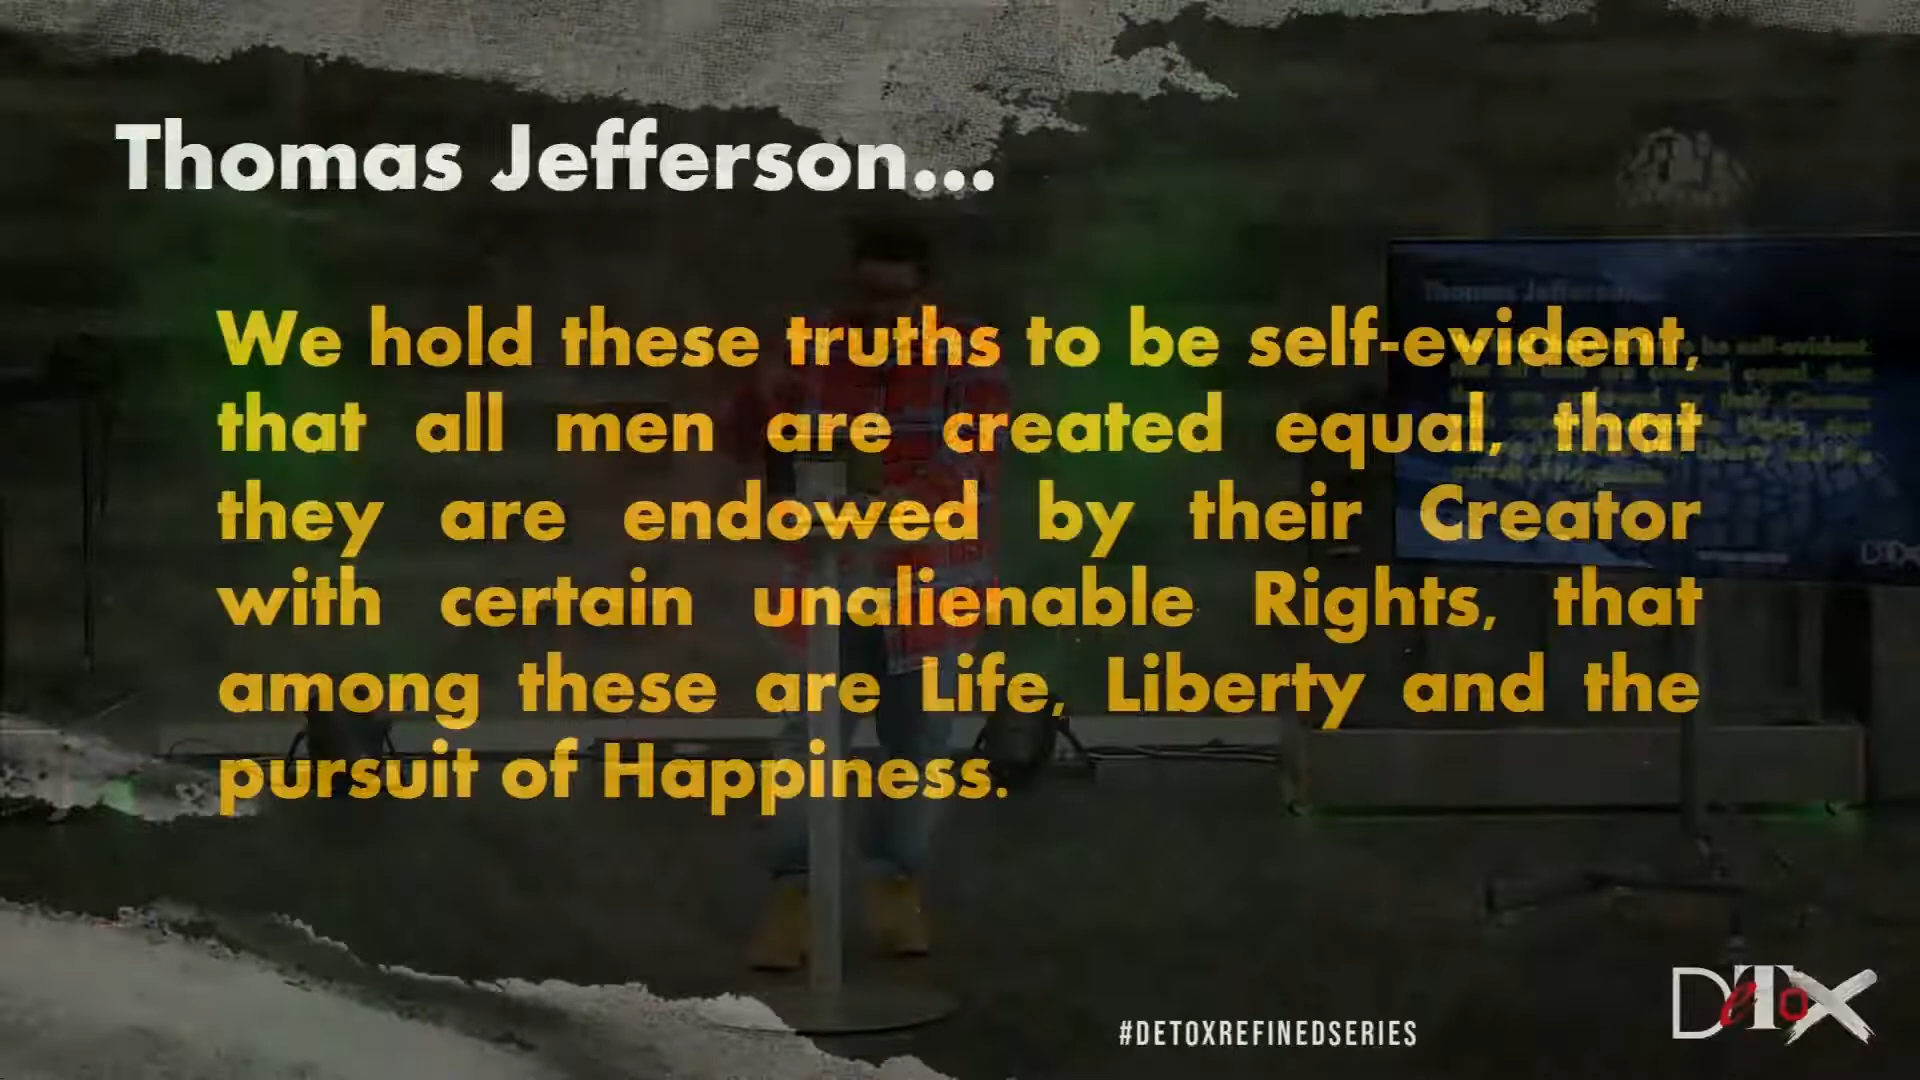 Thomas Jefferson...
We hold these truths to be self-evident,
that all men are created equal, that
they are endowed by their Creator
with certain unalienable Rights, that
among these are Life, Liberty and the
pursuit of Happiness.
#DETOXREFINEDSERIES
DeToX